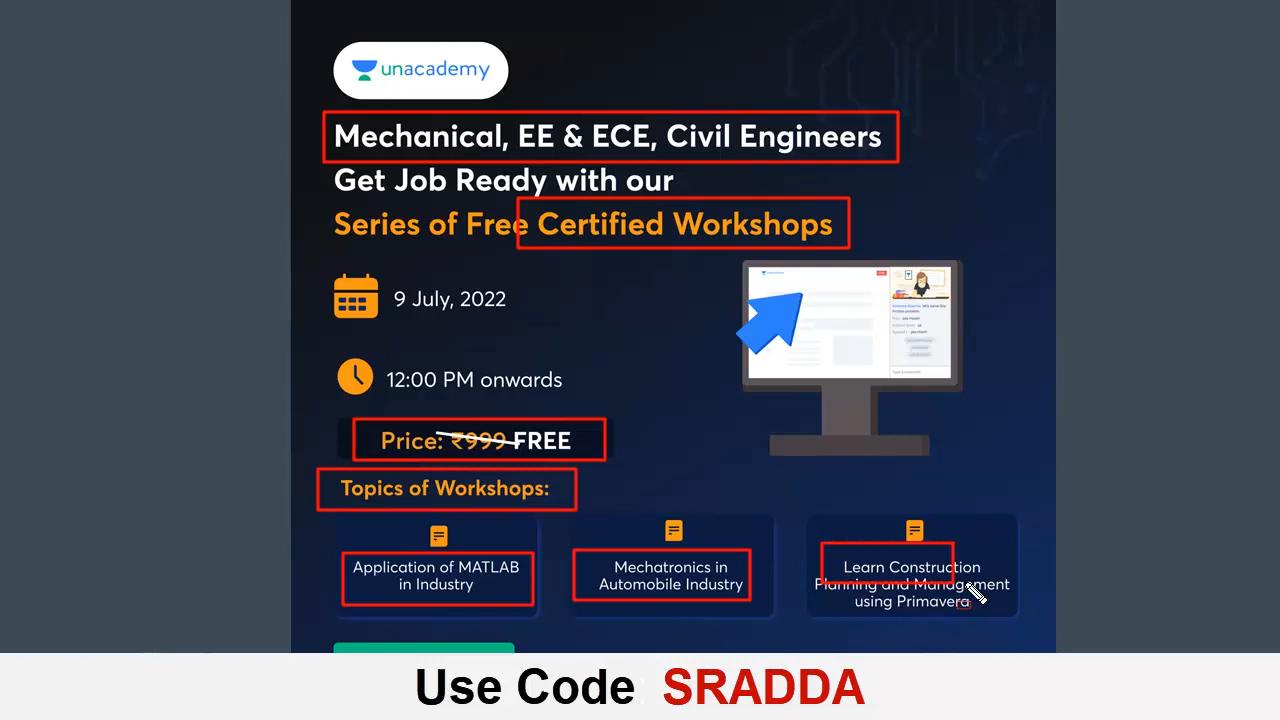 unacademy
Mechanical, EE & ECE, Civil Engineers
Get Job Ready with our
Series of Free Certified Workshops
9 July, 2022
12:00 PM onwards
Price: ₹999 FREE
Topics of Workshops:
Application of MATLAB
in Industry
Mechatronics in
Automobile Industry
Learn Construction
Planning and Management
using Primavera
Use Code SRADDA